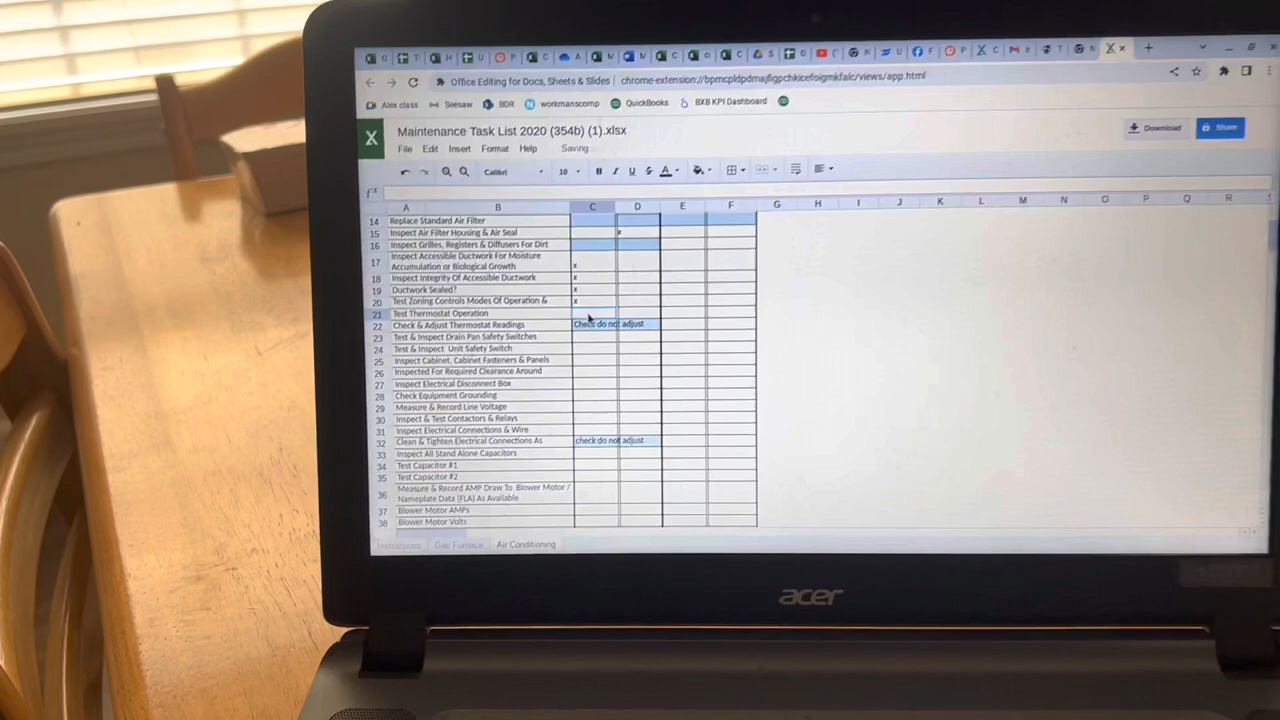 Office Editing for Docs, Sheets & Slides | chrome-extension://bpmcpldpdmajfigpchkicefoigmkfalc/views/app.html
Alex class Seesaw BDR workmanscomp QuickBooks BXB KPI Dashboard
X Maintenance Task List 2020 (354b) (1).xlsx
Download Share
File Edit Insert Format Help Saving
Calibri 10 B I U S A
fx
A B C D E F G H I J K L M N O P Q R
14 Replace Standard Air Filter
15 Inspect Air Filter Housing & Air Seal x
16 Inspect Grilles, Registers & Diffusers For Dirt
17 Inspect Accessible Ductwork For Moisture
Accumulation or Biological Growth x
18 Inspect Integrity Of Accessible Ductwork x
19 Ductwork Sealed? x
20 Test Zoning Controls Modes Of Operation & x
21 Test Thermostat Operation
22 Check & Adjust Thermostat Readings Check do not adjust
23 Test & Inspect Drain Pan Safety Switches
24 Test & Inspect Unit Safety Switch
25 Inspect Cabinet, Cabinet Fasteners & Panels
26 Inspected For Required Clearance Around
27 Inspect Electrical Disconnect Box
28 Check Equipment Grounding
29 Measure & Record Line Voltage
30 Inspect & Test Contactors & Relays
31 Inspect Electrical Connections & Wire
32 Clean & Tighten Electrical Connections As check do not adjust
33 Inspect All Stand Alone Capacitors
34 Test Capacitor #1
35 Test Capacitor #2
36 Measure & Record AMP Draw To Blower Motor /
Nameplate Data (FLA) As Available
37 Blower Motor AMPs
38 Blower Motor Volts
Instructions Gas Furnace Air Conditioning
acer